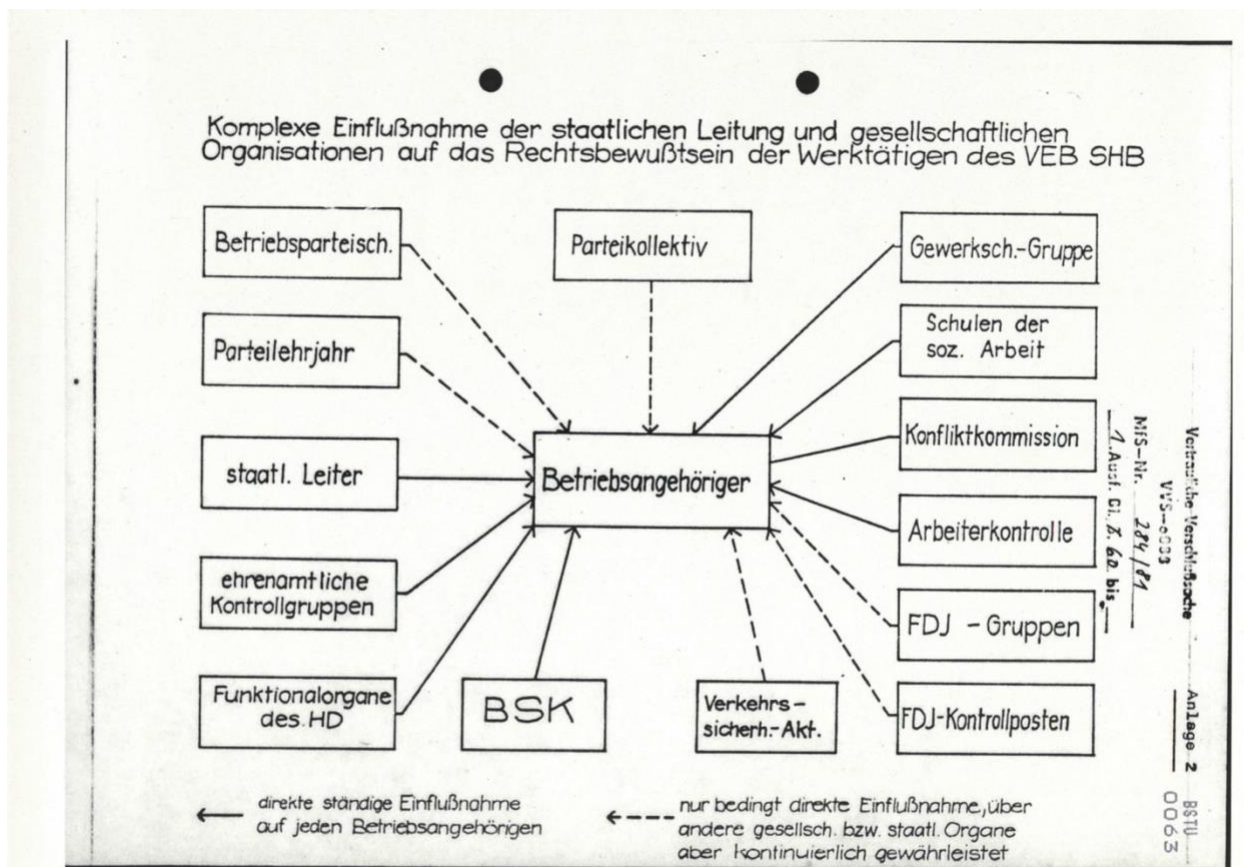 Komplexe Einflußnahme der staatlichen Leitung und gesellschaftlichen
Organisationen auf das Rechtsbewußtsein der Werktätigen des VEB SHB
Betriebsparteisch.
Parteikollektiv
Gewerksch.-Gruppe
Parteilehrjahr
Schulen der
soz. Arbeit
staatl. Leiter
Betriebsangehöriger
Konfliktkommission
Arbeiterkontrolle
ehrenamtliche
Kontrollgruppen
FDJ - Gruppen
Funktionalorgane
des HD
BSK
Verkehrs-
sicherh.-Akt.
FDJ-Kontrollposten
direkte ständige Einflußnahme
auf jeden Betriebsangehörigen
nur bedingt direkte Einflußnahme, über
andere gesellsch. bzw. staatl. Organe
aber kontinuierlich gewährleistet
Vertrauliche Verschlußsache
VVS-o033
MfS-Nr. 284/81
1. Ausf. Bl. bis
Anlage 2
BSTU
0063